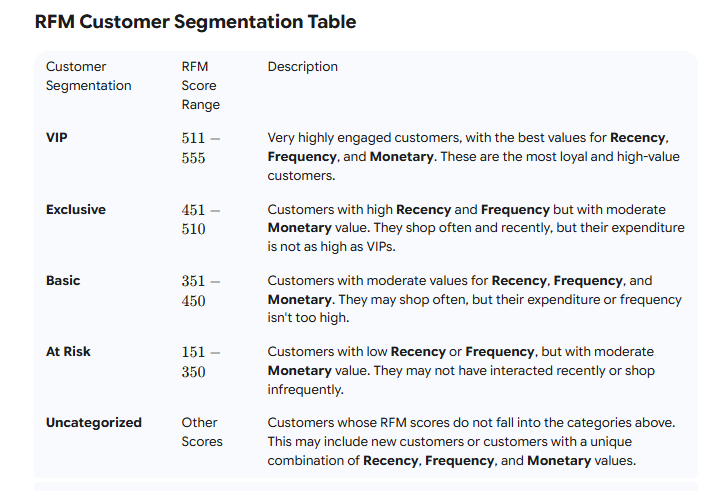 RFM Customer Segmentation Table
Customer Segmentation
RFM Score Range
Description
VIP
511 – 555
Very highly engaged customers, with the best values for Recency,
Frequency, and Monetary. These are the most loyal and high-value
customers.
Exclusive
451 – 510
Customers with high Recency and Frequency but with moderate
Monetary value. They shop often and recently, but their expenditure
is not as high as VIPs.
Basic
351 – 450
Customers with moderate values for Recency, Frequency, and
Monetary. They may shop often, but their expenditure or frequency
isn't too high.
At Risk
151 – 350
Customers with low Recency or Frequency, but with moderate
Monetary value. They may not have interacted recently or shop
infrequently.
Uncategorized
Other Scores
Customers whose RFM scores do not fall into the categories above.
This may include new customers or customers with a unique
combination of Recency, Frequency, and Monetary values.